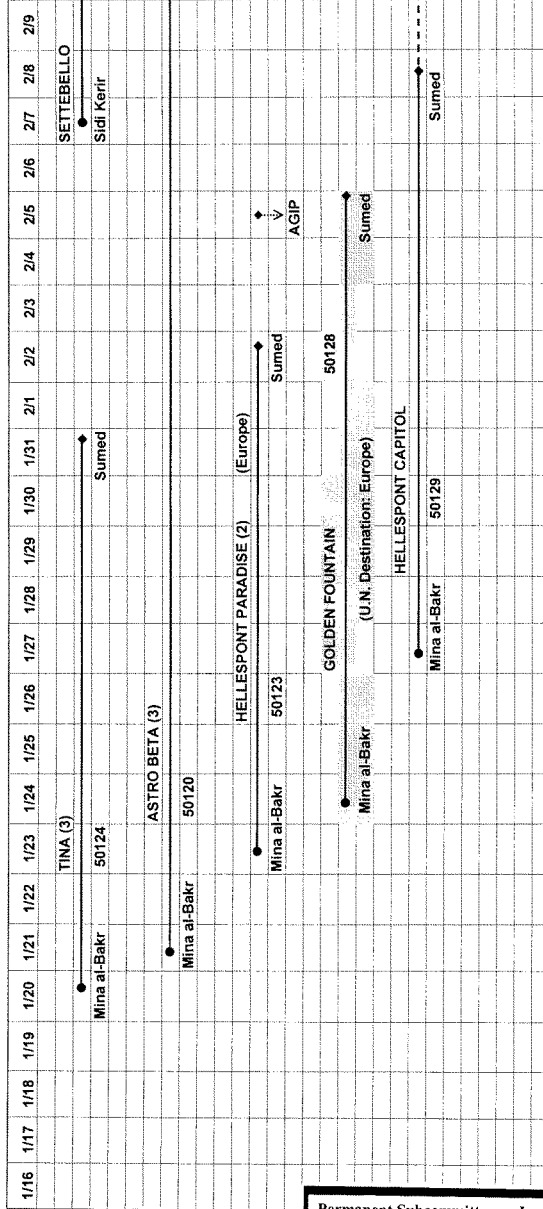 1/16 1/17 1/18 1/19 1/20 1/21 1/22 1/23 1/24 1/25 1/26 1/27 1/28 1/29 1/30 1/31 2/1 2/2 2/3 2/4 2/5 2/6 2/7 2/8 2/9
TINA (3) SETTEBELLO
Mina al-Bakr 50124 Sumed Sidi Kerir
ASTRO BETA (3)
Mina al-Bakr 50120
HELLESPONT PARADISE (2) (Europe)
Mina al-Bakr 50123 Sumed AGIP
GOLDEN FOUNTAIN 50128
Mina al-Bakr (U.N. Destination: Europe) Sumed
HELLESPONT CAPITOL
Mina al-Bakr 50129 Sumed